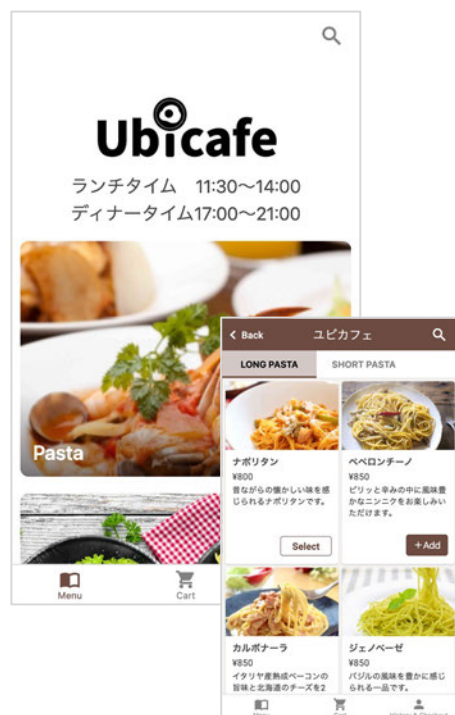 Ubicafe
ランチタイム 11:30〜14:00
ディナータイム17:00〜21:00
Pasta
Menu
Cart
Back
ユビカフェ
LONG PASTA
SHORT PASTA
ナポリタン
¥800
昔ながらの懐かしい味を感
じられるナポリタンです。
Select
ペペロンチーノ
¥850
ピリッと辛みの中に風味豊
かなニンニクをお楽しみい
ただけます。
+Add
カルボナーラ
¥850
イタリヤ産熟成ベーコンの
旨味と北海道のチーズを2
ジェノベーゼ
¥850
バジルの風味を豊かに感じ
られる一品です。
Menu
Cart